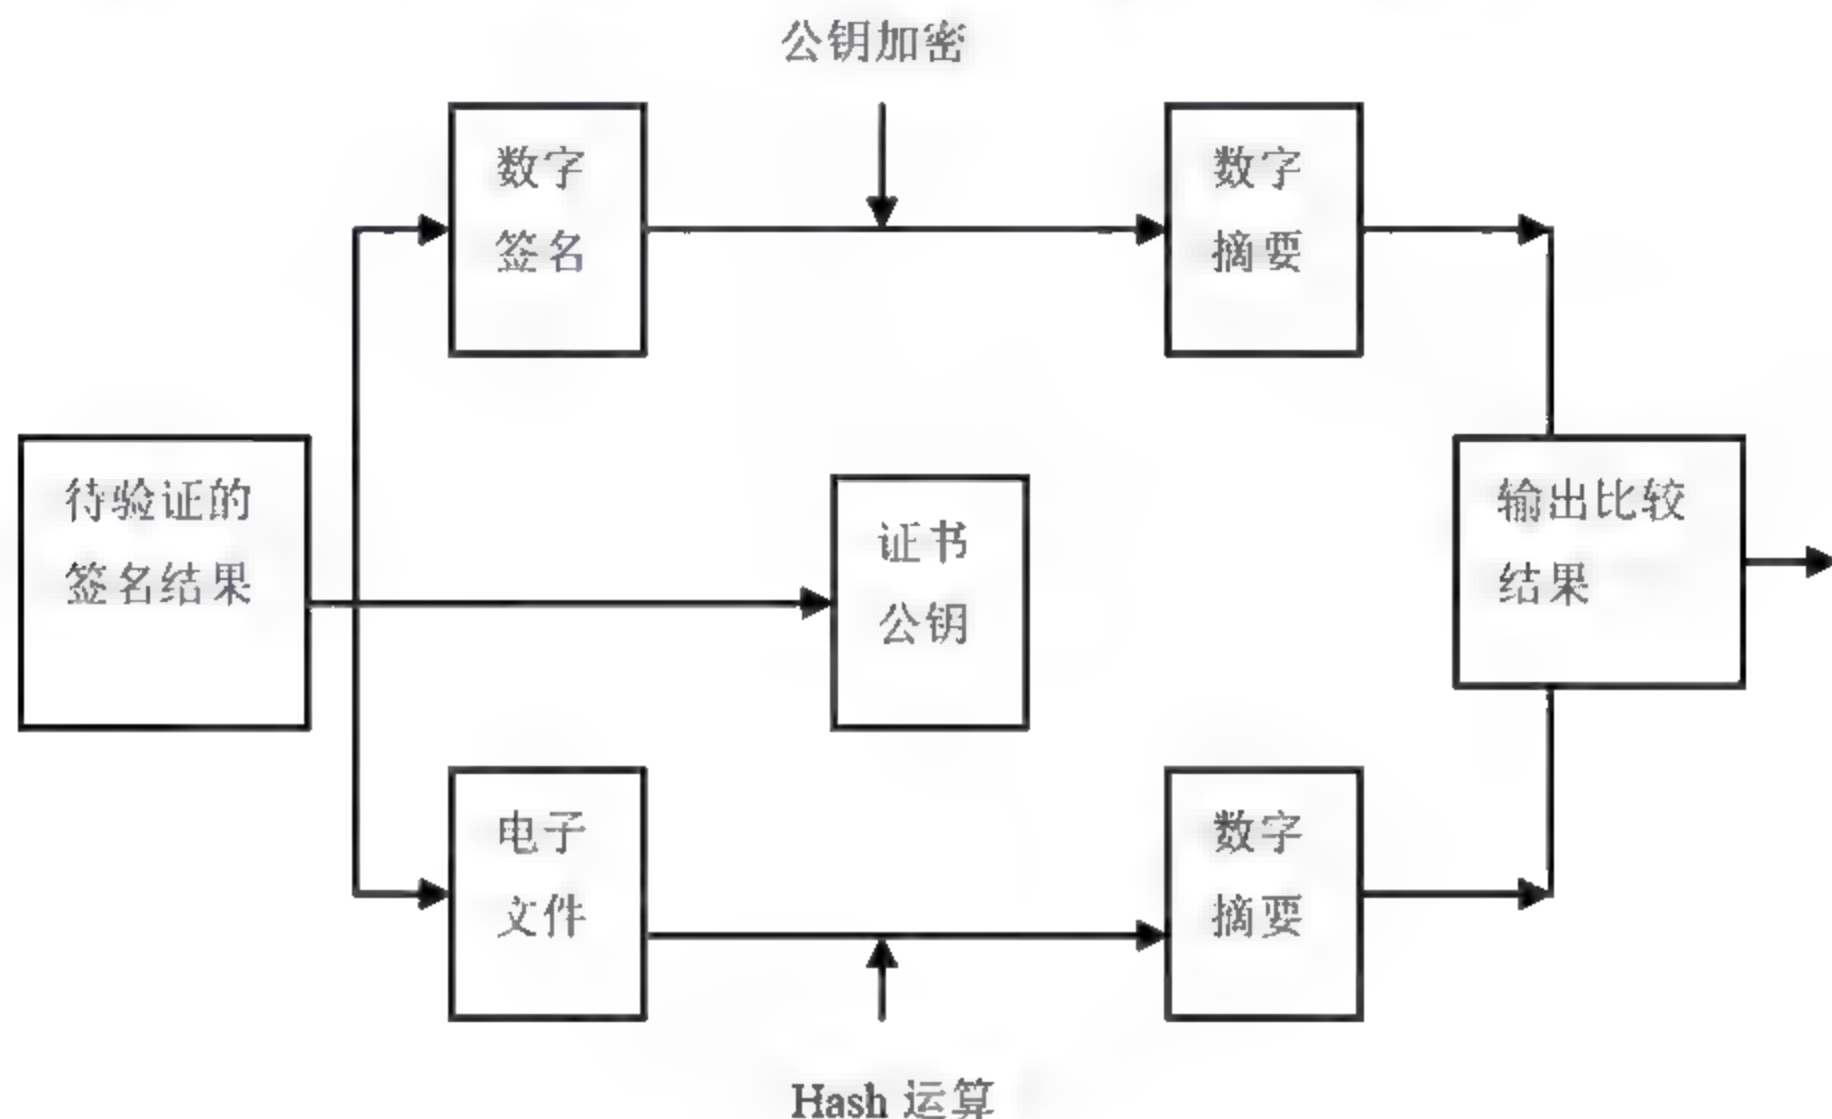 公钥加密
数字
签名
数字
摘要
待验证的
签名结果
证书
公钥
输出比较
结果
电子
文件
数字
摘要
Hash 运算